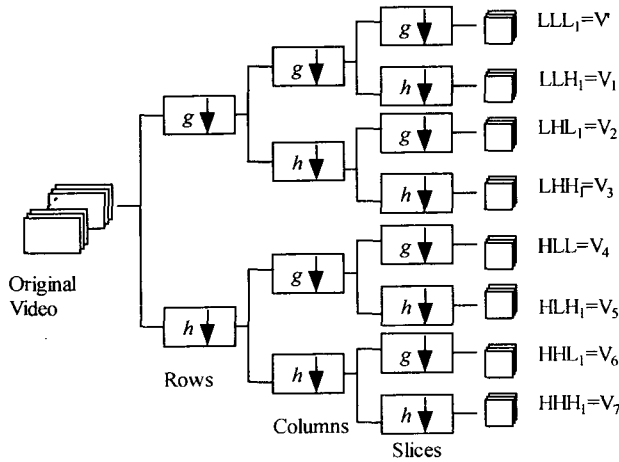 g
g
g
h
h
g
h
Original
Video
h
g
g
h
h
g
h
Rows
Columns
Slices
LLL₁=V'
LLH₁=V₁
LHL₁=V₂
LHH₁=V₃
HLL=V₄
HLH₁=V₅
HHL₁=V₆
HHH₁=V₇